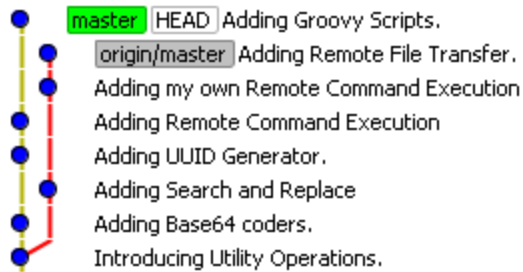 master HEAD Adding Groovy Scripts.
origin/master Adding Remote File Transfer.
Adding my own Remote Command Execution
Adding Remote Command Execution
Adding UUID Generator.
Adding Search and Replace
Adding Base64 coders.
Introducing Utility Operations.